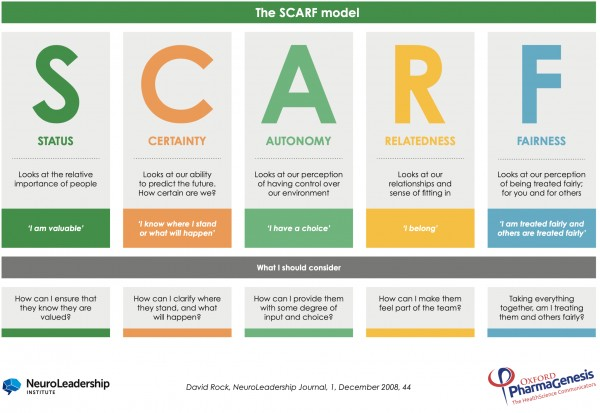 The SCARF model
S
STATUS
Looks at the relative
importance of people
'I am valuable'
C
CERTAINTY
Looks at our ability
to predict the future.
How certain are we?
'I know where I stand
or what will happen'
A
AUTONOMY
Looks at our perception
of having control over
our environment
'I have a choice'
R
RELATEDNESS
Looks at our
relationships and
sense of fitting in
'I belong'
F
FAIRNESS
Looks at our perception
of being treated fairly;
for you and for others
'I am treated fairly and
others are treated fairly'
What I should consider
How can I ensure that
they know they are
valued?
How can I clarify where
they stand, and what
will happen?
How can I provide them
with some degree of
input and choice?
How can I make them
feel part of the team?
Taking everything
together, am I treating
them and others fairly?
NeuroLeadership
INSTITUTE
David Rock, NeuroLeadership Journal, 1, December 2008, 44
OXFORD
PHARMAGENESIS
The HealthScience Communicators